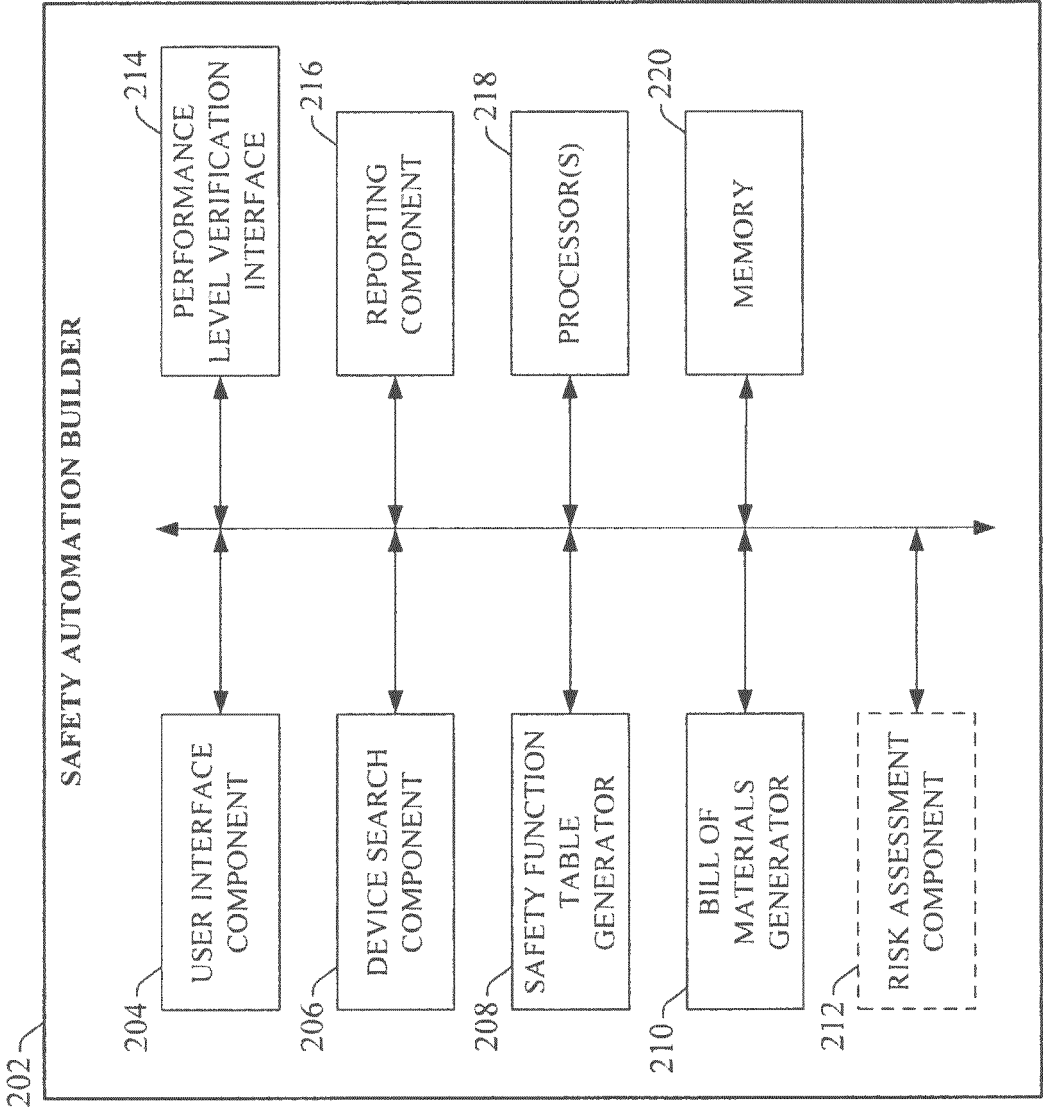 202
SAFETY AUTOMATION BUILDER
204
USER INTERFACE
COMPONENT
206
DEVICE SEARCH
COMPONENT
208
SAFETY FUNCTION
TABLE
GENERATOR
210
BILL OF
MATERIALS
GENERATOR
212
RISK ASSESSMENT
COMPONENT
214
PERFORMANCE
LEVEL VERIFICATION
INTERFACE
216
REPORTING
COMPONENT
218
PROCESSOR(S)
220
MEMORY